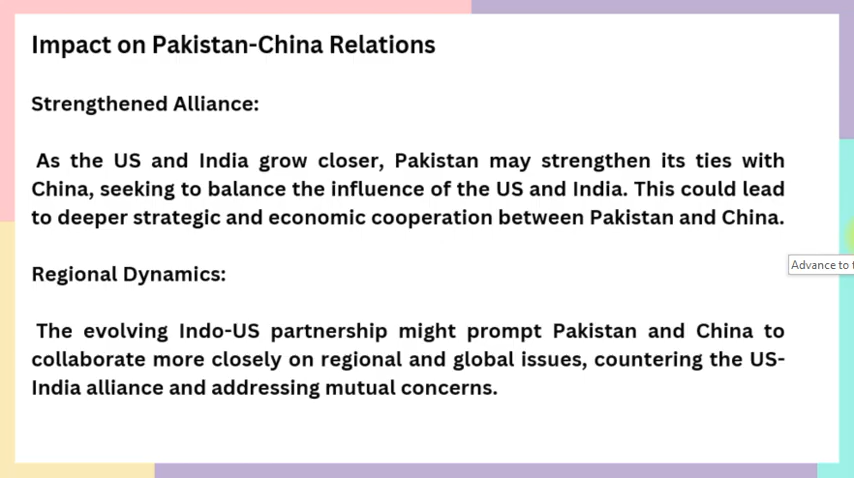 Impact on Pakistan-China Relations
Strengthened Alliance:
As the US and India grow closer, Pakistan may strengthen its ties with
China, seeking to balance the influence of the US and India. This could lead
to deeper strategic and economic cooperation between Pakistan and China.
Advance to
Regional Dynamics:
The evolving Indo-US partnership might prompt Pakistan and China to
collaborate more closely on regional and global issues, countering the US-
India alliance and addressing mutual concerns.